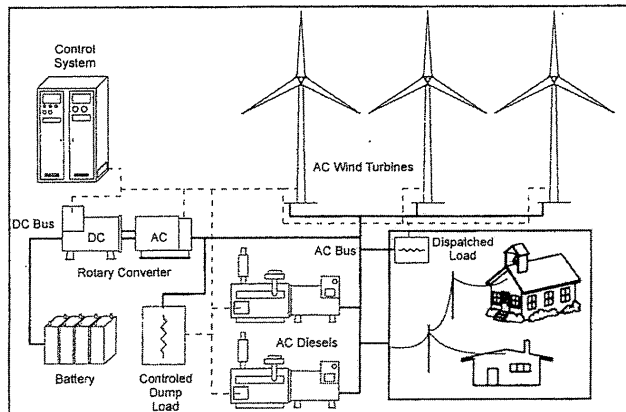 Control
System
AC Wind Turbines
DC Bus
DC
AC
Rotary Converter
AC Bus
Dispatched
Load
AC Diesels
Battery
Controled
Dump
Load